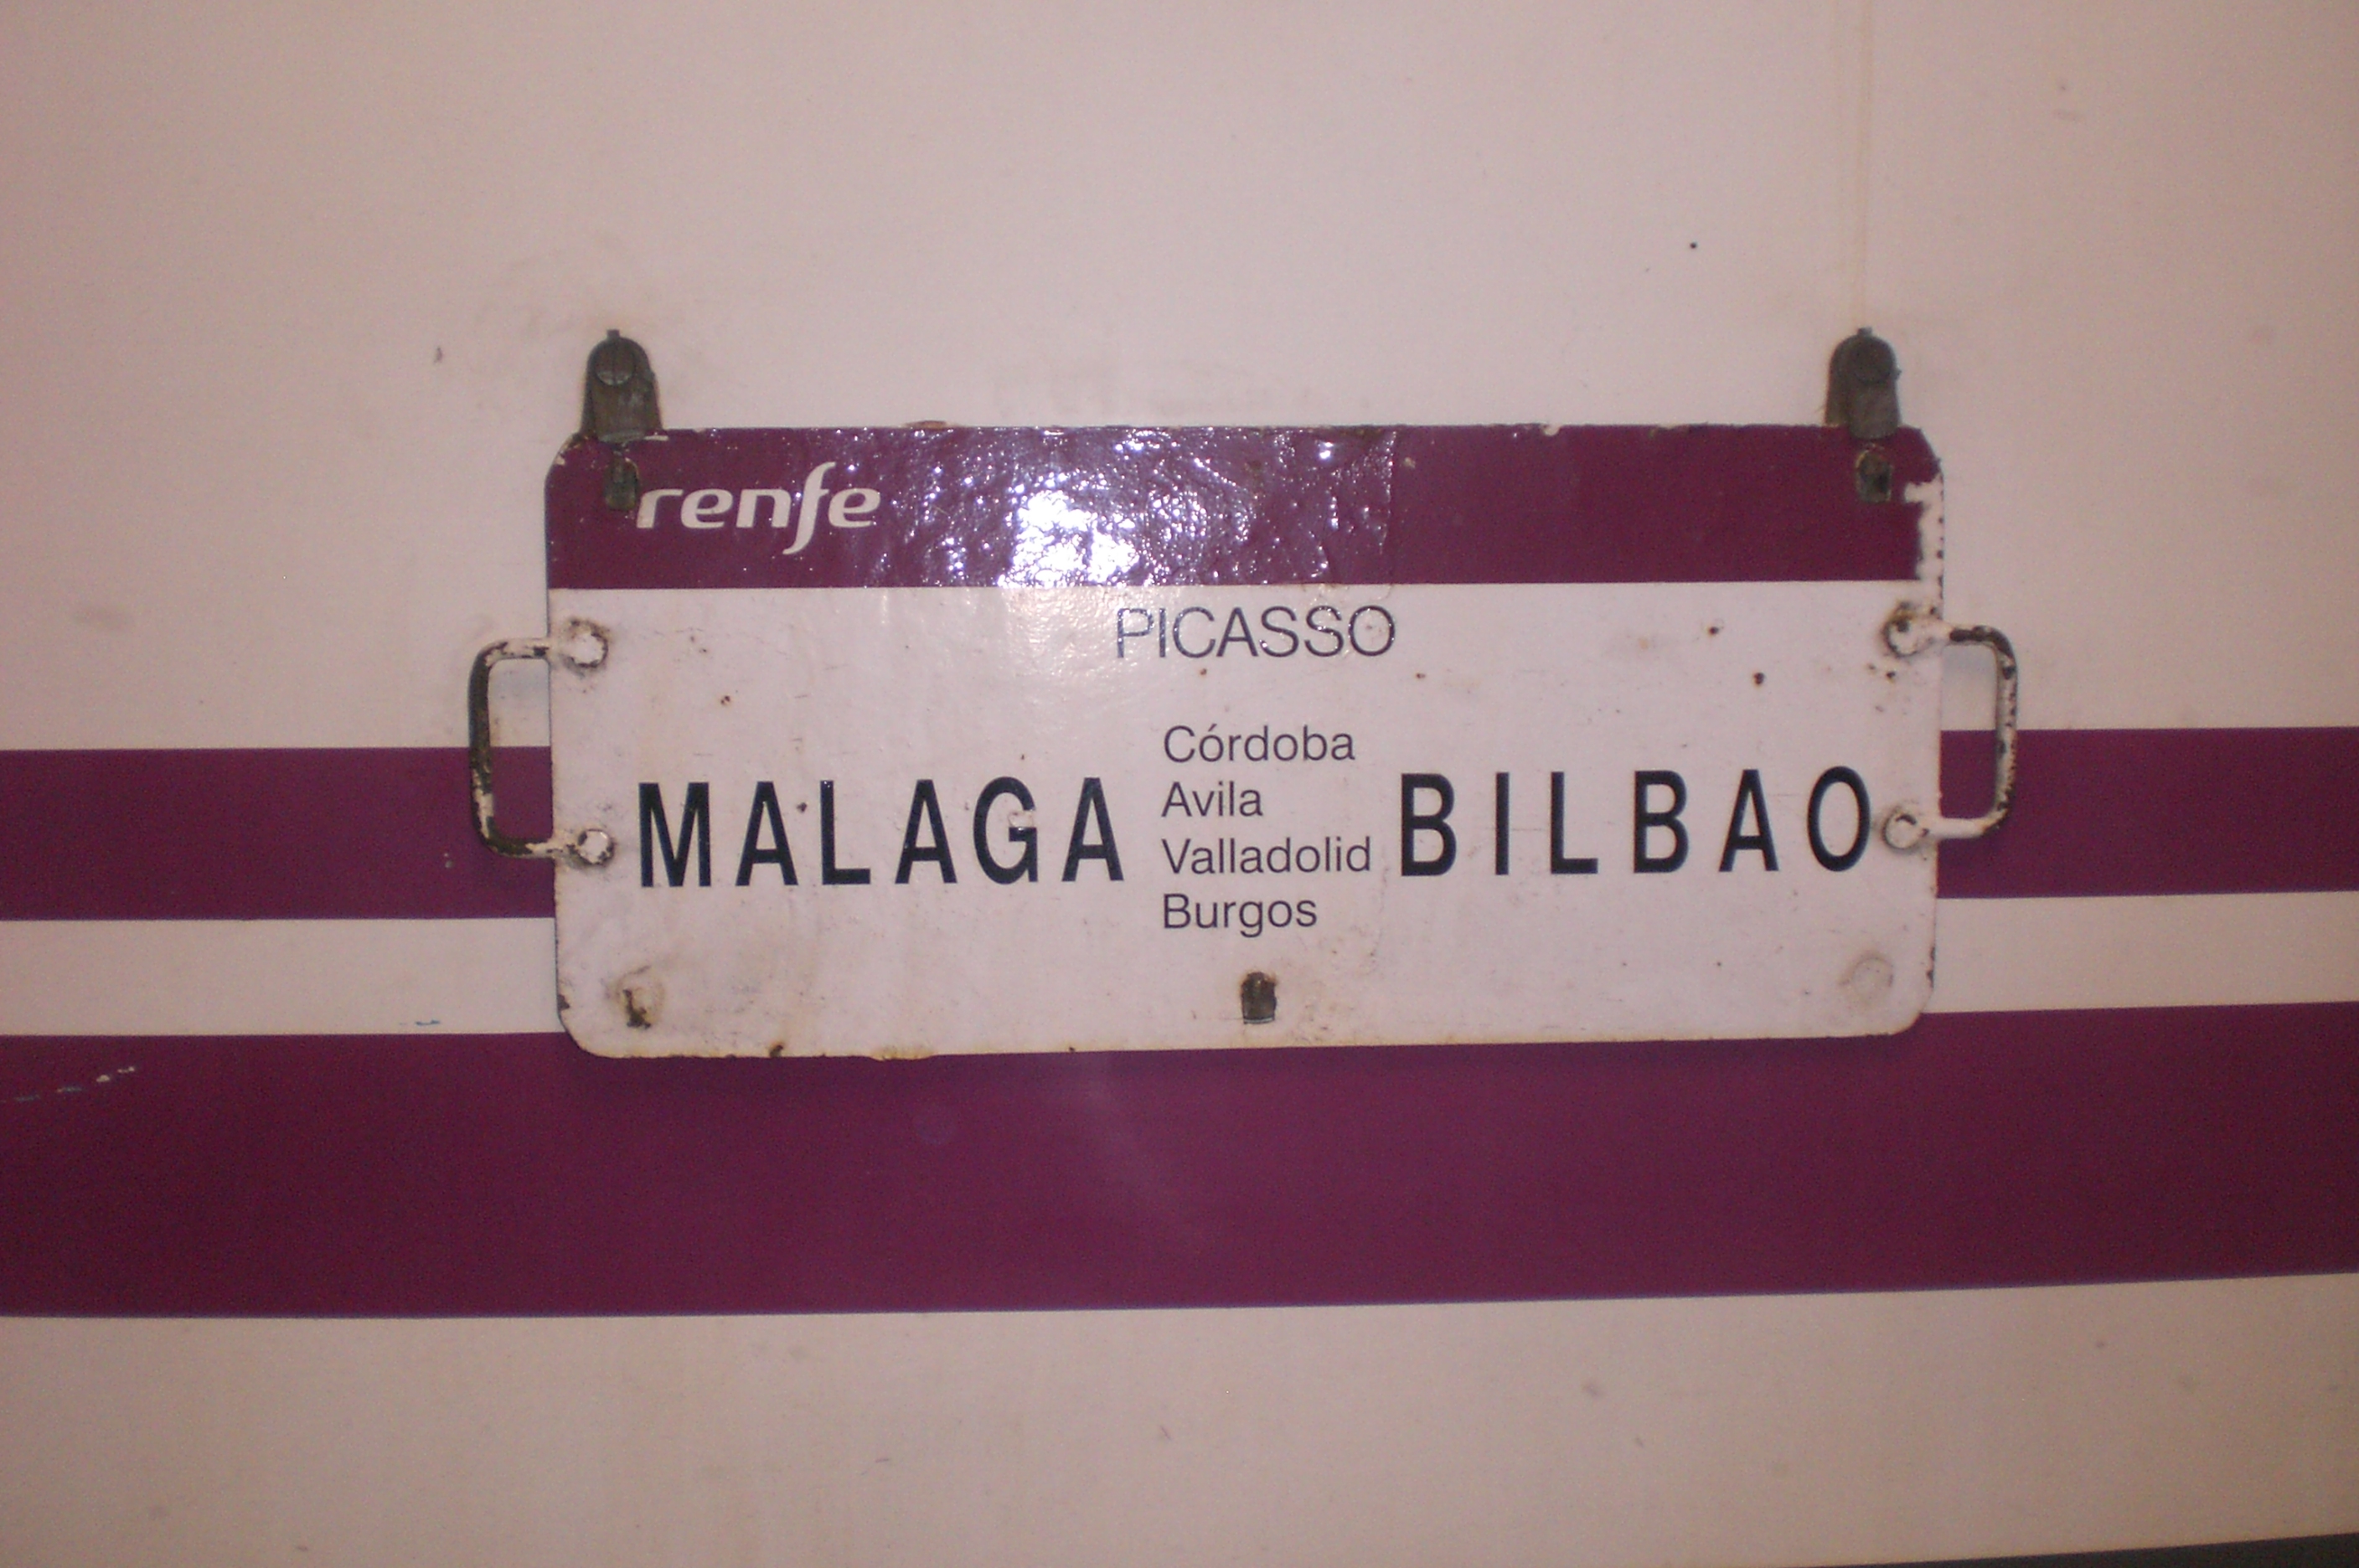 renfe
PICASSO
MALAGA
Córdoba
Avila
Valladolid
Burgos
BILBAO